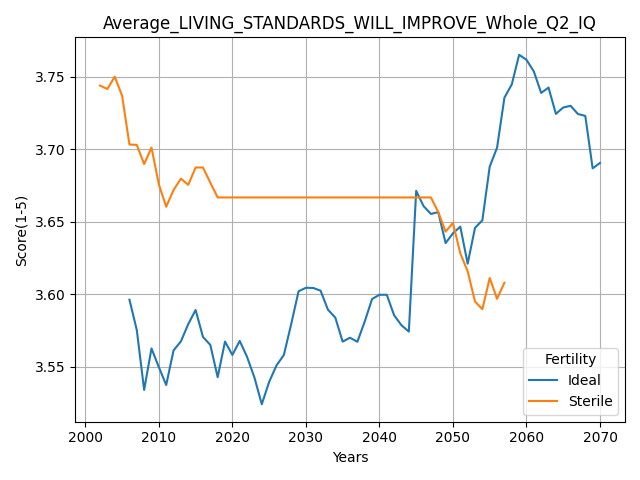 Average_LIVING_STANDARDS_WILL_IMPROVE_Whole_Q2_IQ
Score(1-5)
3.75
3.70
3.65
3.60
3.55
2000 2010 2020 2030 2040 2050 2060 2070
Years
Fertility
Ideal
Sterile